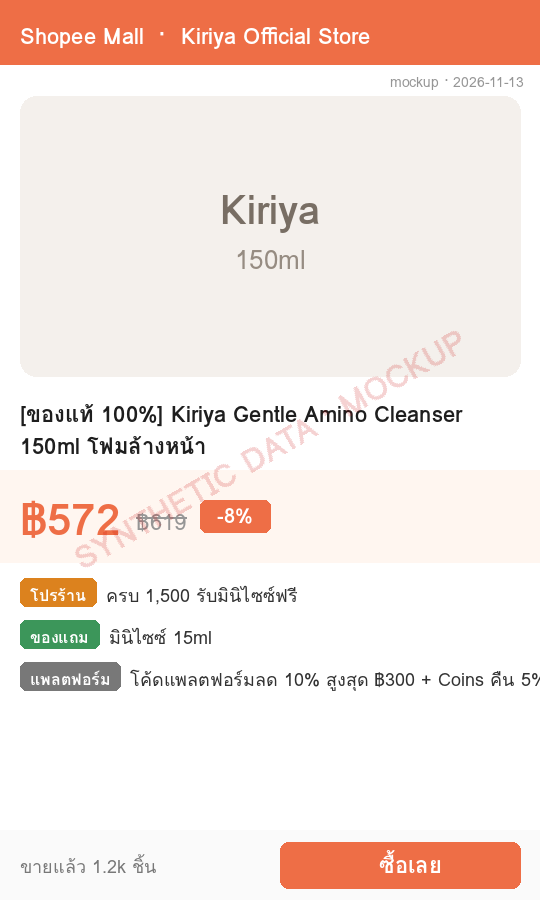 Shopee Mall · Kiriya Official Store
mockup · 2026-11-13
Kiriya
150ml
[ของแท้ 100%] Kiriya Gentle Amino Cleanser
150ml โฟมล้างหน้า
฿572 ฿619 -8%
โปรร้าน ครบ 1,500 รับมินิไซซ์ฟรี
ของแถม มินิไซซ์ 15ml
แพลตฟอร์ม โค้ดแพลตฟอร์มลด 10% สูงสุด ฿300 + Coins คืน 5%
SYNTHETIC DATA MOCKUP
ขายแล้ว 1.2k ชิ้น
ซื้อเลย